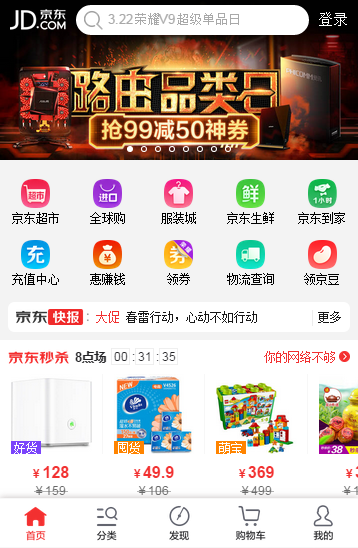 JD 京东 .COM
3.22荣耀V9超级单品日
登录
路由品类日
抢99减50神券
超市
进口
鲜
1小时
京东超市
全球购
服装城
京东生鲜
京东到家
充
券
充值中心
惠赚钱
领券
物流查询
领京豆
京东快报
大促 春雷行动，心动不如行动
更多
京东秒杀 8点场 00:31:35
你的网络不够
NEW
V4526
好货
囤货
萌宝
38
￥128
￥49.9
￥369
￥159
￥106
￥499
首页
分类
发现
购物车
我的